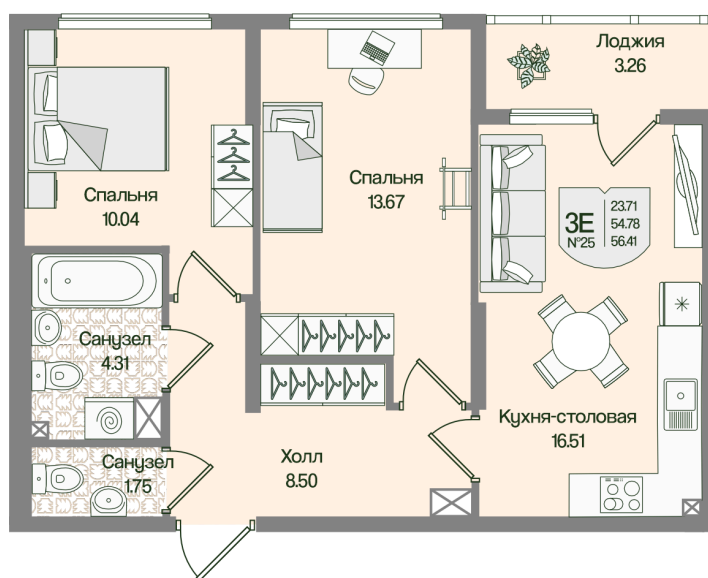 Лоджия
3.26
Спальня
10.04
Спальня
13.67
3Е
№25
23.71
54.78
56.41
Санузел
4.31
Кухня-столовая
16.51
Санузел
1.75
Холл
8.50